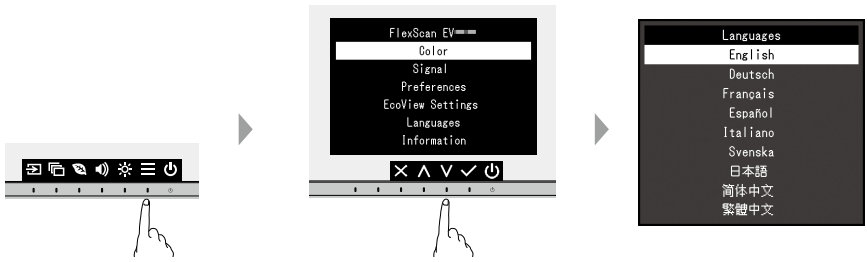 FlexScan EV
Color
Signal
Preferences
EcoView Settings
Languages
Information
Languages
English
Deutsch
Français
Español
Italiano
Svenska
日本語
简体中文
繁體中文